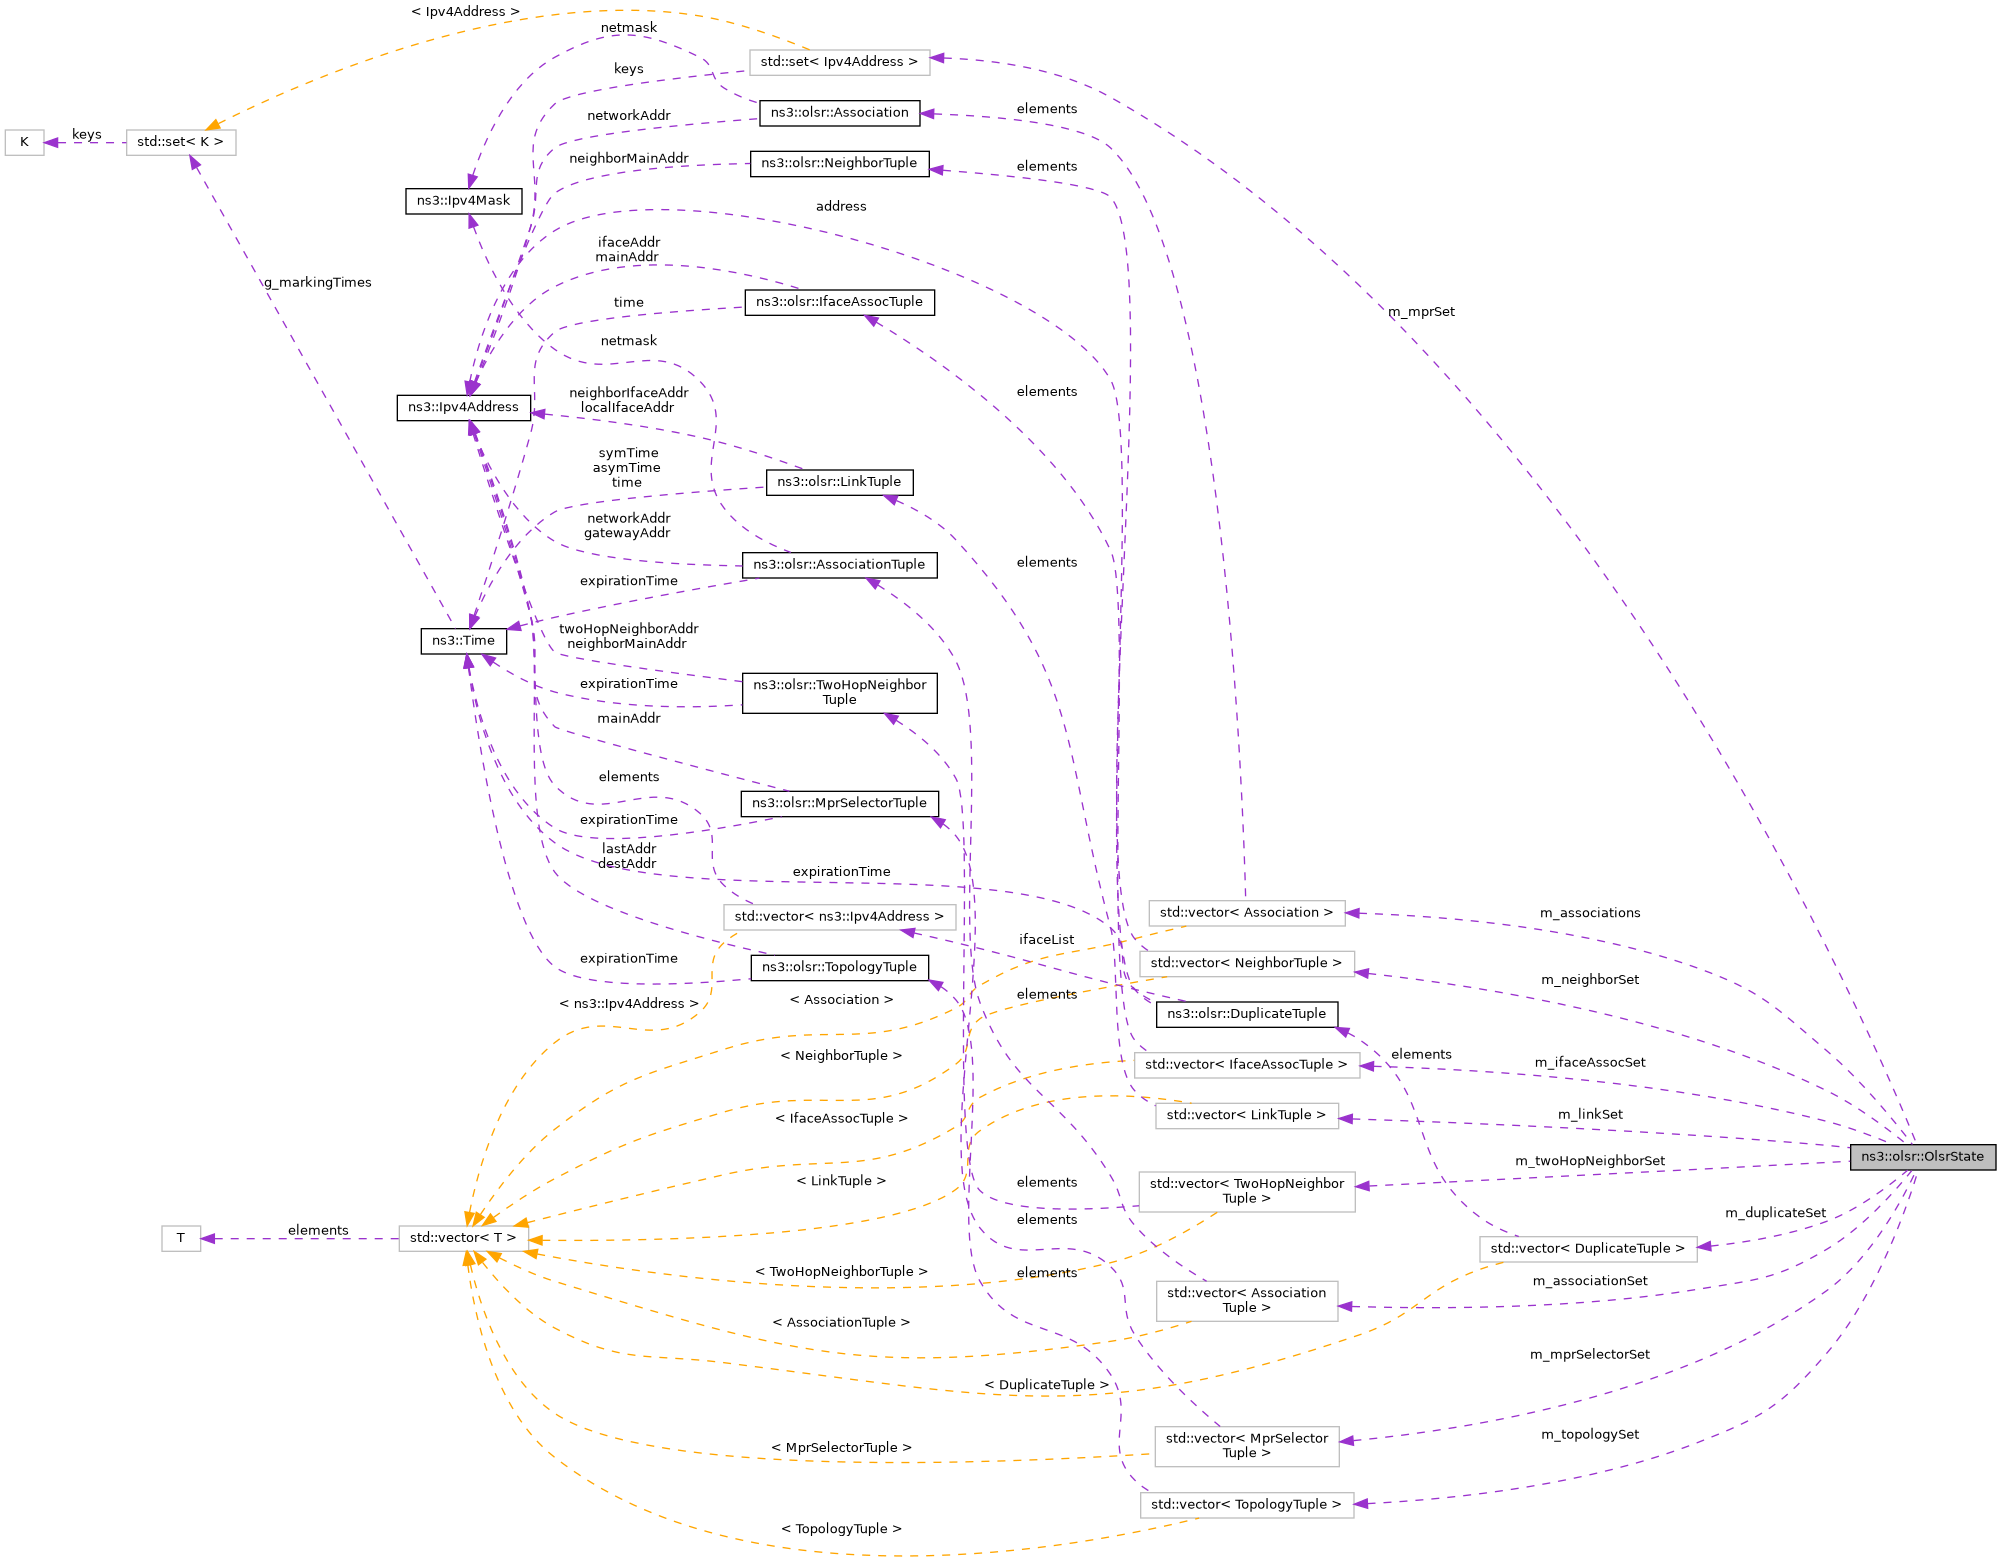 < Ipv4Address >
netmask
std::set< Ipv4Address >
keys
ns3::olsr::Association
elements
networkAddr
K
keys
std::set< K >
neighborMainAddr
ns3::olsr::NeighborTuple
elements
ns3::Ipv4Mask
address
ifaceAddr
mainAddr
g_markingTimes
time
ns3::olsr::IfaceAssocTuple
m_mprSet
netmask
neighborIfaceAddr
localIfaceAddr
elements
ns3::Ipv4Address
symTime
asymTime
time
ns3::olsr::LinkTuple
networkAddr
gatewayAddr
ns3::olsr::AssociationTuple
elements
expirationTime
twoHopNeighborAddr
neighborMainAddr
ns3::Time
expirationTime
ns3::olsr::TwoHopNeighbor
Tuple
mainAddr
elements
ns3::olsr::MprSelectorTuple
expirationTime
lastAddr
destAddr
expirationTime
std::vector< ns3::Ipv4Address >
std::vector< Association >
m_associations
ifaceList
expirationTime
ns3::olsr::TopologyTuple
std::vector< NeighborTuple >
m_neighborSet
< ns3::Ipv4Address >
< Association >
elements
ns3::olsr::DuplicateTuple
< NeighborTuple >
elements
std::vector< IfaceAssocTuple >
m_ifaceAssocSet
< IfaceAssocTuple >
std::vector< LinkTuple >
m_linkSet
ns3::olsr::OlsrState
< LinkTuple >
elements
std::vector< TwoHopNeighbor
Tuple >
m_twoHopNeighborSet
elements
m_duplicateSet
T
elements
std::vector< T >
std::vector< DuplicateTuple >
< TwoHopNeighborTuple >
elements
std::vector< Association
Tuple >
m_associationSet
< AssociationTuple >
< DuplicateTuple >
m_mprSelectorSet
< MprSelectorTuple >
std::vector< MprSelector
Tuple >
m_topologySet
std::vector< TopologyTuple >
< TopologyTuple >